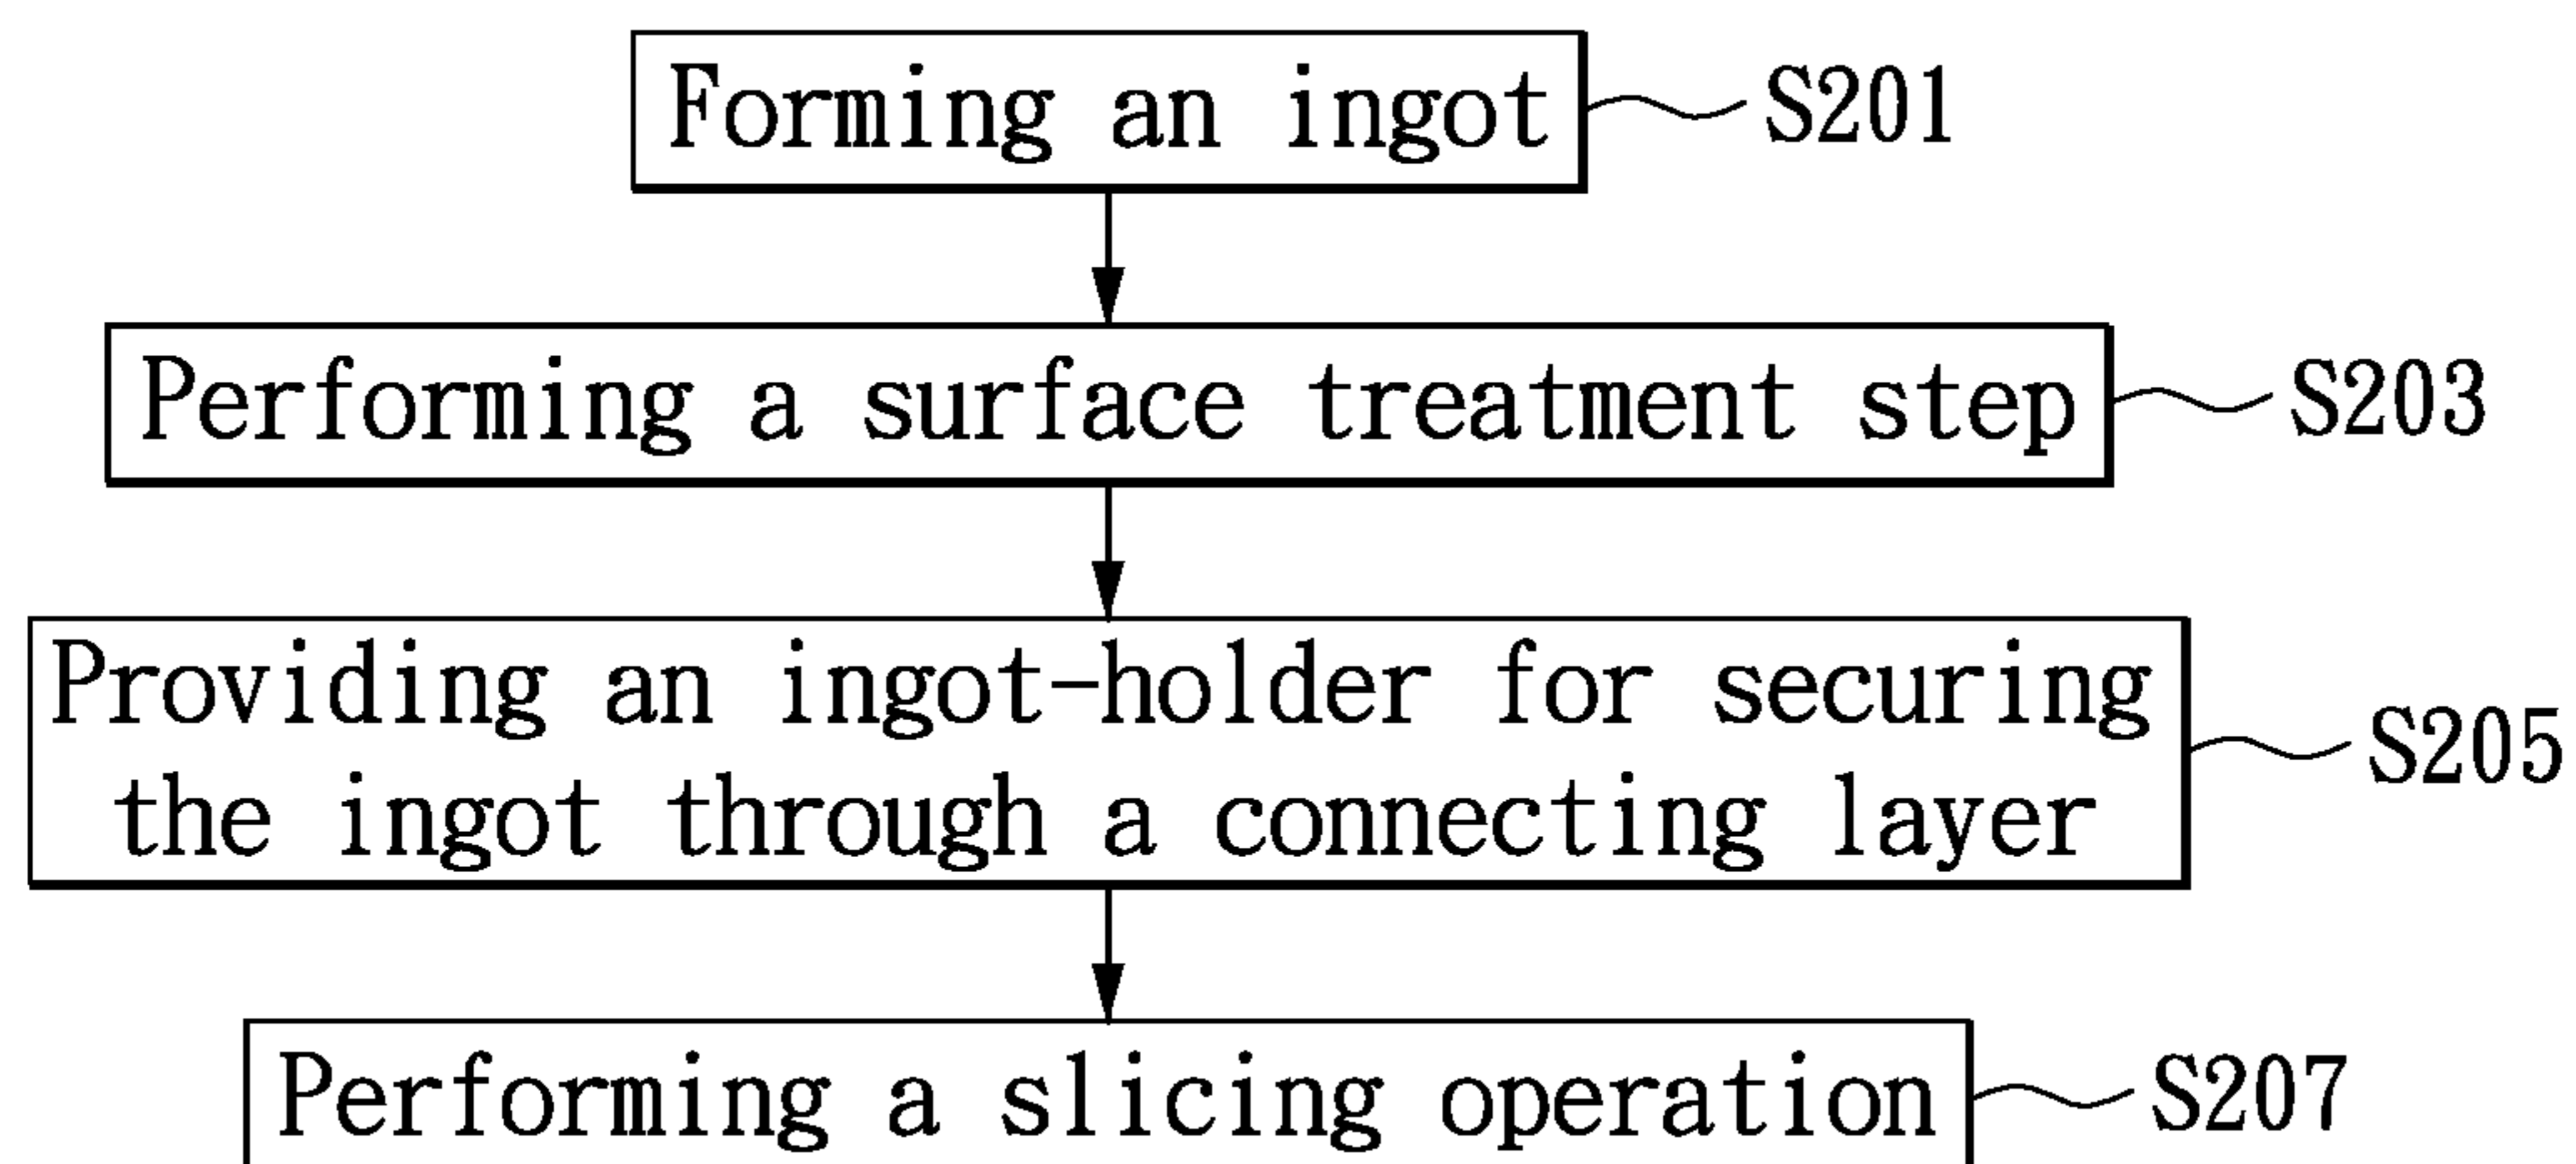 Forming an ingot S201
Performing a surface treatment step S203
Providing an ingot-holder for securing
the ingot through a connecting layer S205
Performing a slicing operation S207